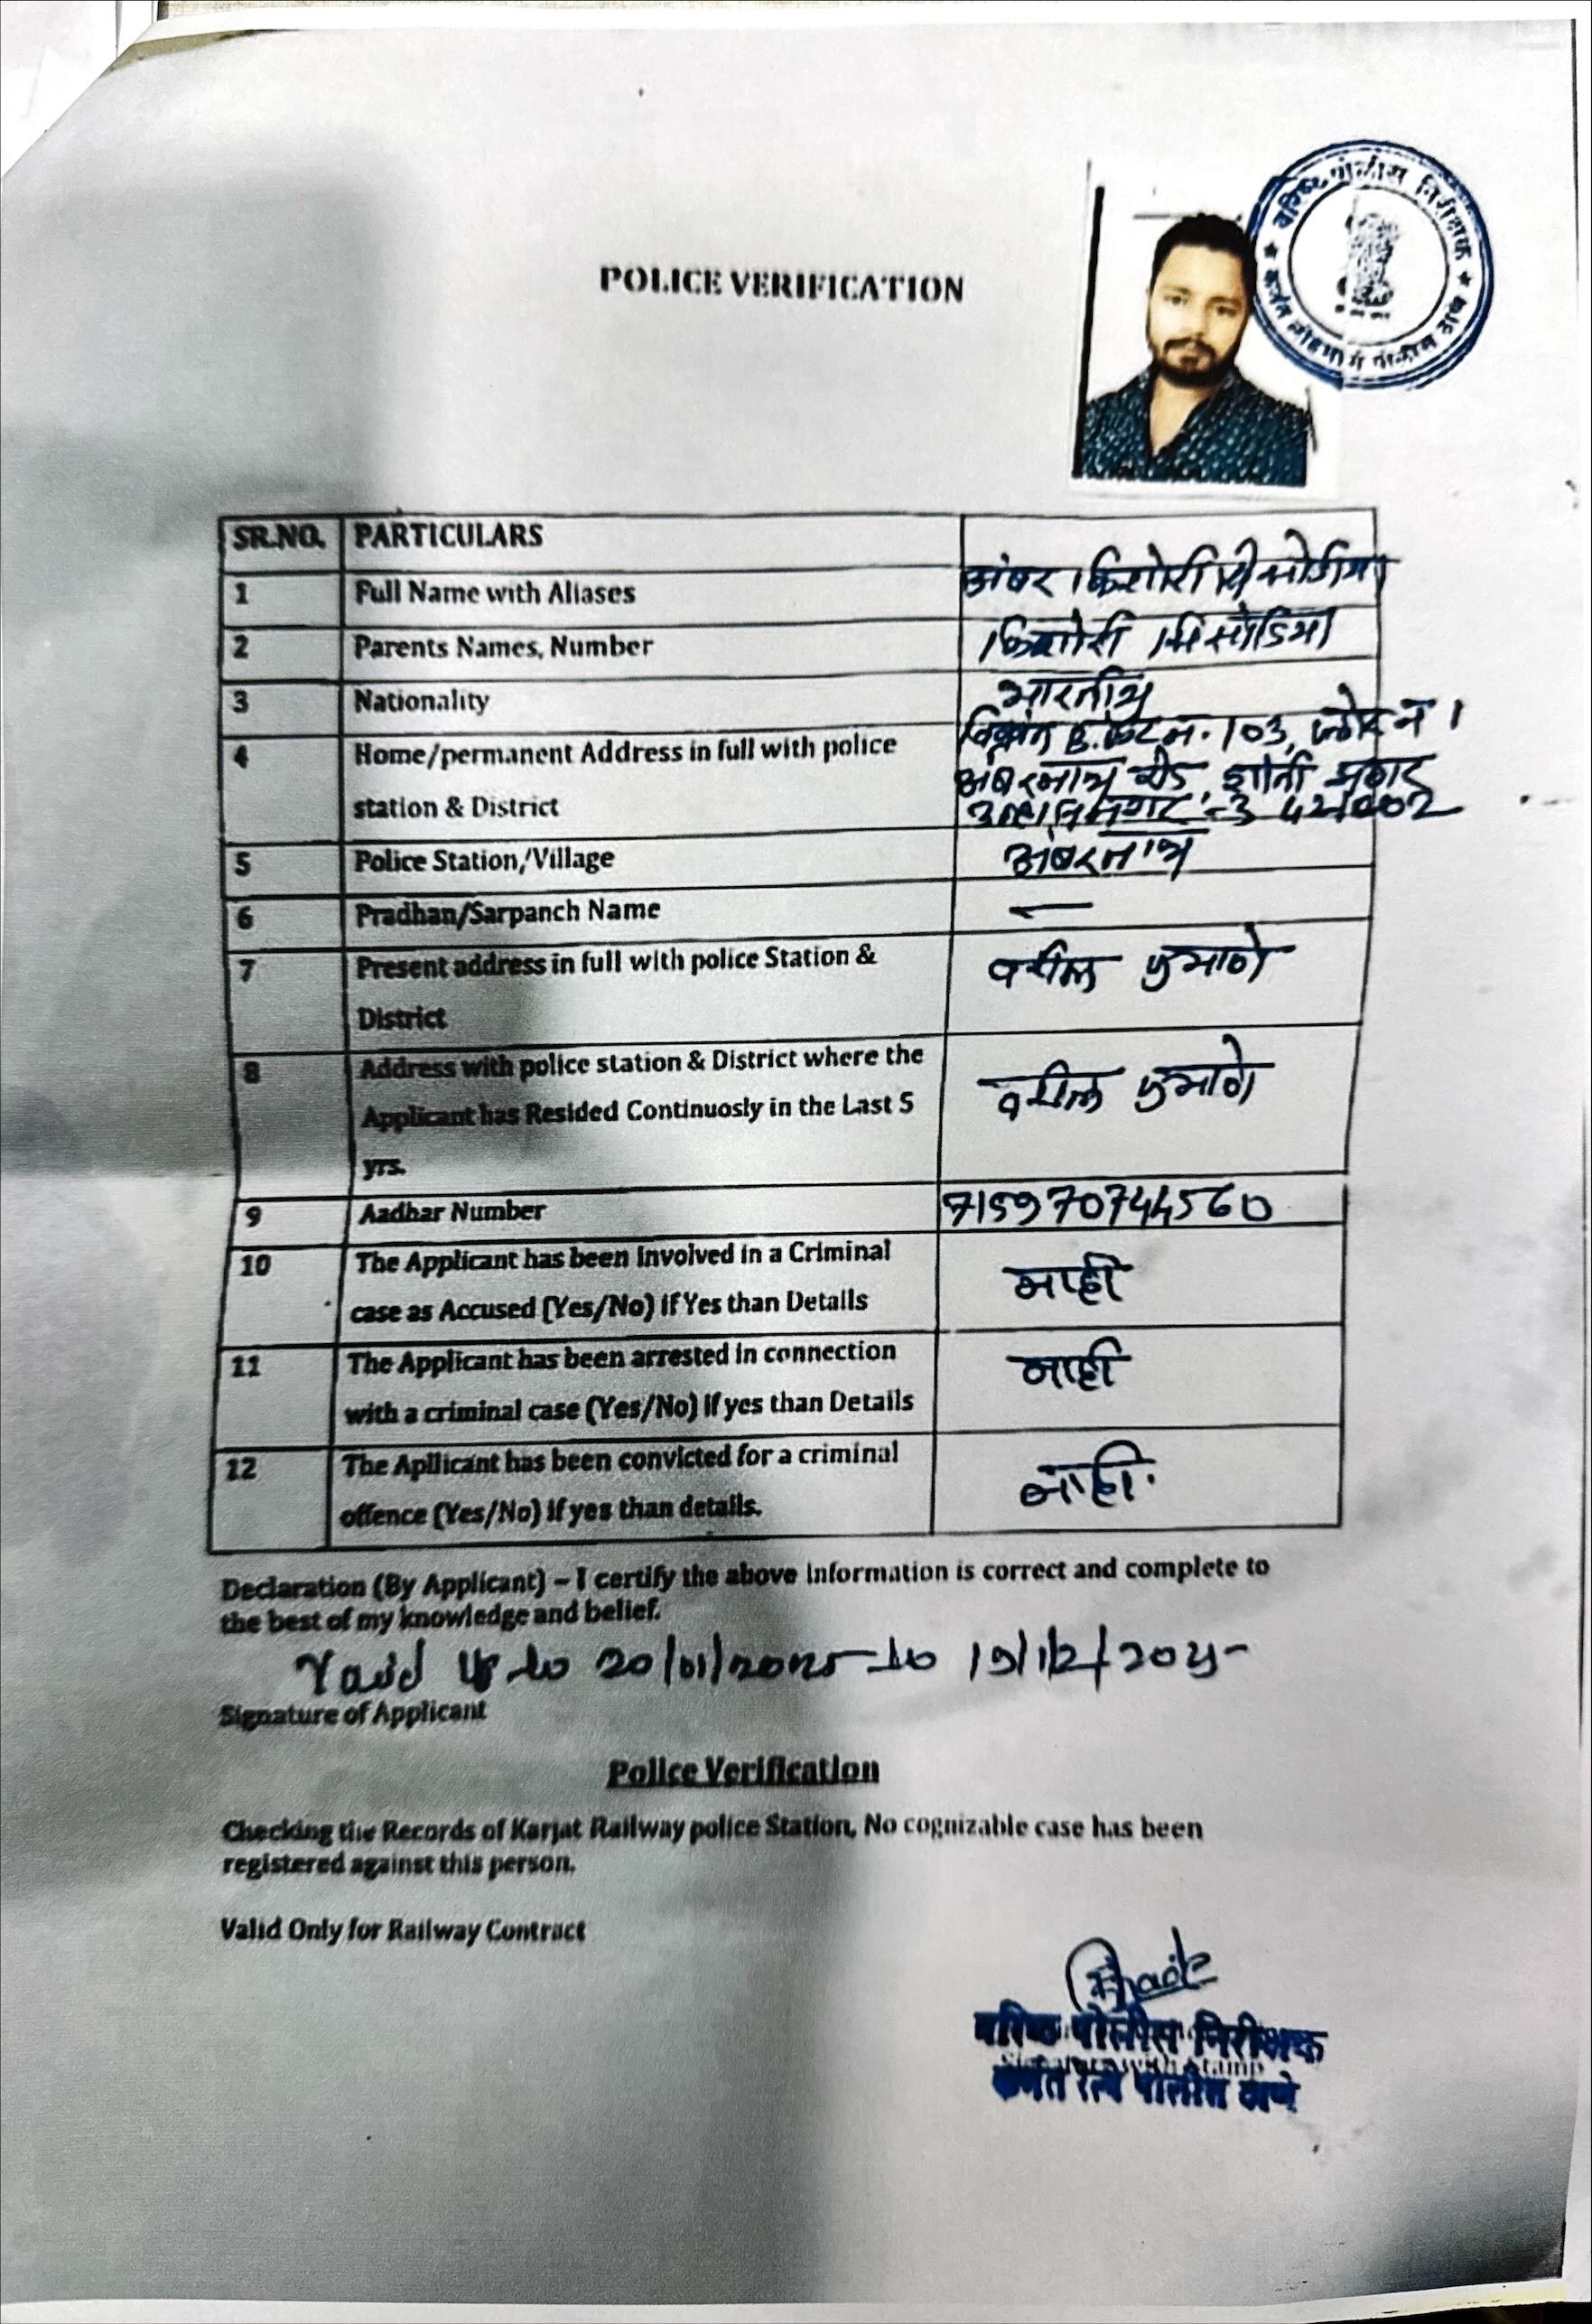 वरिष्ठ पोलीस निरीक्षक
कर्जत लोहमार्ग पोलीस ठाणे
POLICE VERIFICATION
SR.NO. PARTICULARS
1 Full Name with Aliases अंबर किशोरी सिसोडिया
2 Parents Names, Number किशोरी सिसोडिया
3 Nationality भारतीय
4 Home/permanent Address in full with police B. नं. 103, नं 1
station & District अंबरनाथ रोड, शांती प्रसाद
उल्हासनगर -3 421002
5 Police Station,/Village अंबरनाथ
6 Pradhan/Sarpanch Name —
7 Present address in full with police Station & वरील प्रमाणे
District
8 Address with police station & District where the वरील प्रमाणे
Applicant has Resided Continuosly in the Last 5
yrs.
9 Aadhar Number 715970744560
10 The Applicant has been involved in a Criminal नाही
case as Accused (Yes/No) if Yes than Details
11 The Applicant has been arrested in connection नाही
with a criminal case (Yes/No) if yes than Details
12 The Apllicant has been convicted for a criminal नाही.
offence (Yes/No) if yes than details.
Declaration (By Applicant) – I certify the above information is correct and complete to
the best of my knowledge and belief.
Valid Up to 20/01/2025 to 19/12/2025
Signature of Applicant
Police Verification
Checking the Records of Karjat Railway police Station, No cognizable case has been
registered against this person.
Valid Only for Railway Contract
वरिष्ठ पोलीस निरीक्षक
कर्जत रेल्वे पोलीस ठाणे